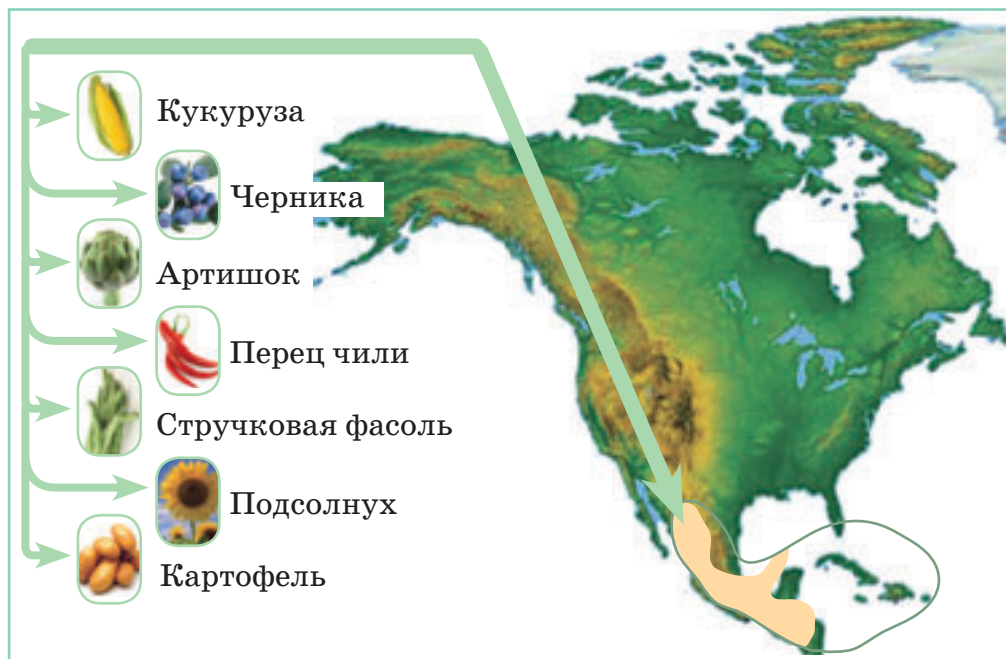 Кукуруза
Черника
Артишок
Перец чили
Стручковая фасоль
Подсолнух
Картофель